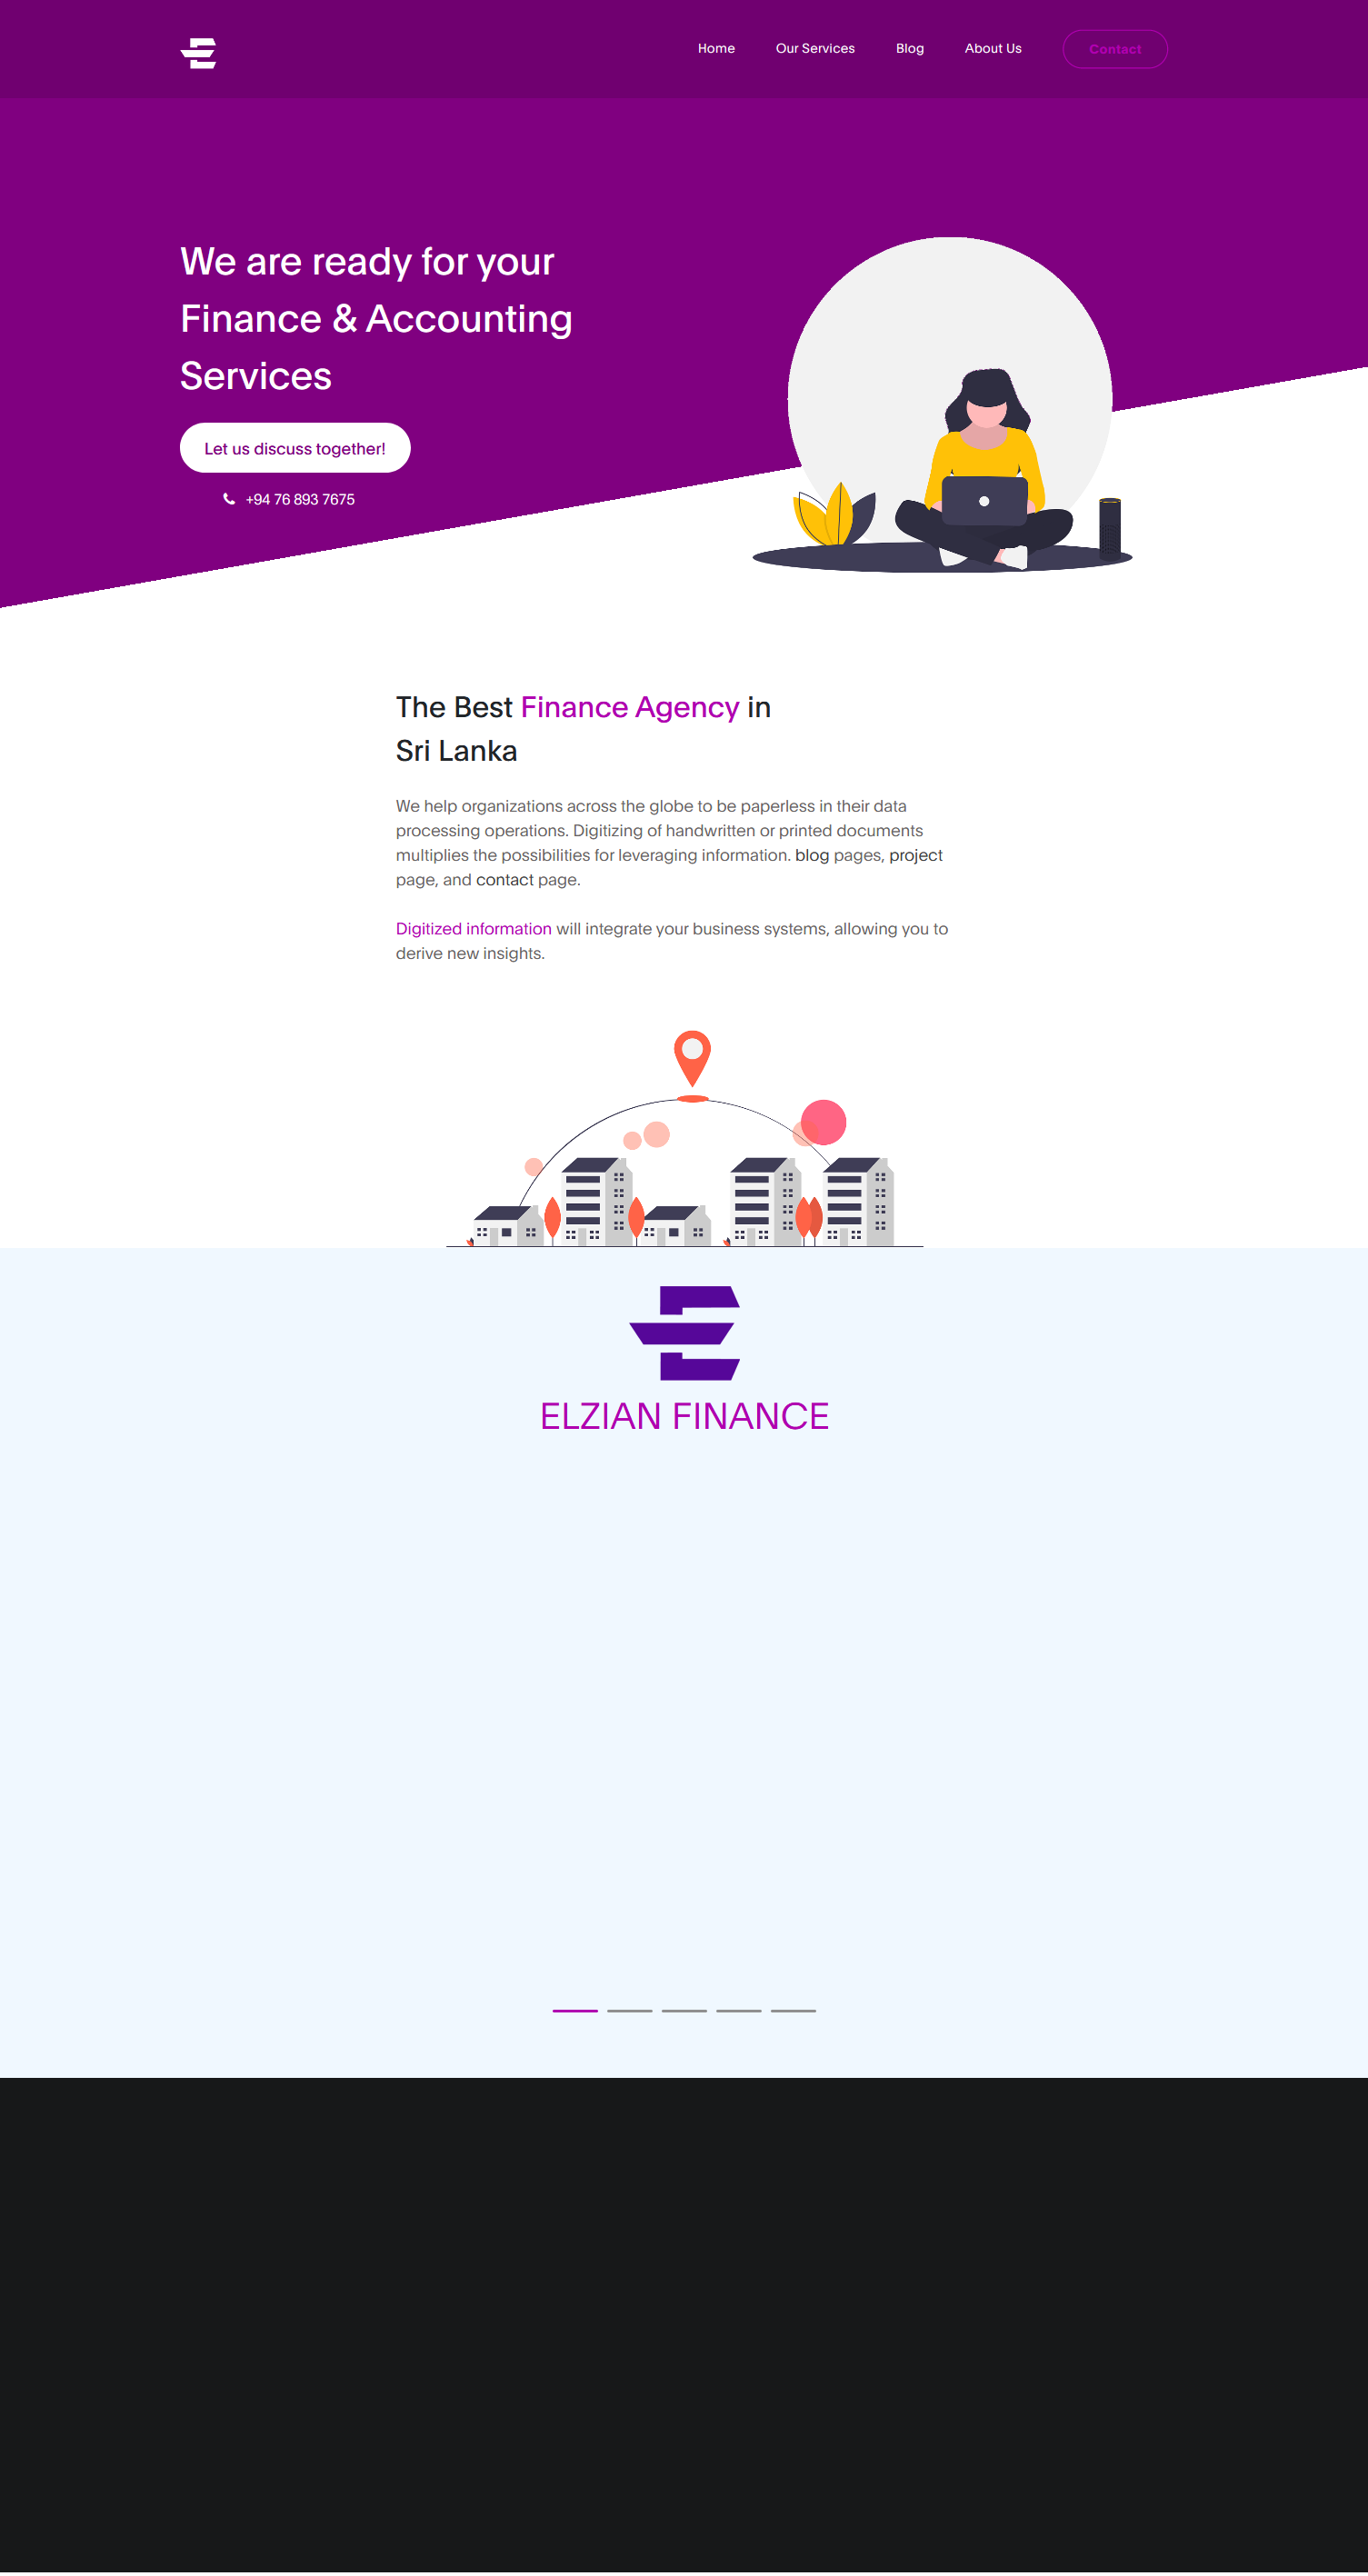 Home Our Services Blog About Us Contact
We are ready for your
Finance & Accounting
Services
Let us discuss together!
+94 76 893 7675
The Best Finance Agency in
Sri Lanka
We help organizations across the globe to be paperless in their data
processing operations. Digitizing of handwritten or printed documents
multiplies the possibilities for leveraging information. blog pages, project
page, and contact page.
Digitized information will integrate your business systems, allowing you to
derive new insights.
ELZIAN FINANCE